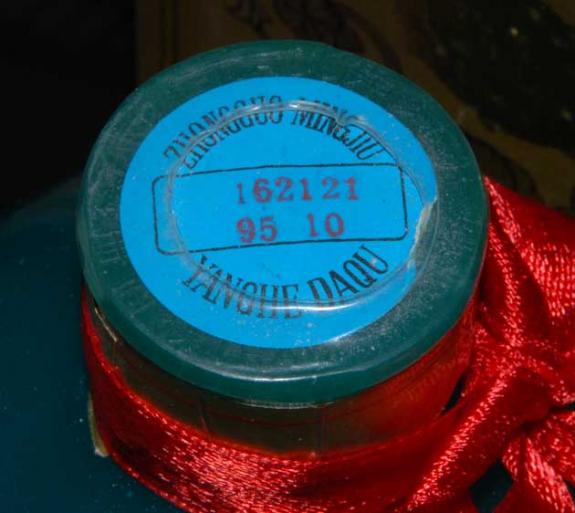 ZHONGGUO MINGJIU
162121
95 10
YANGHE DAQU